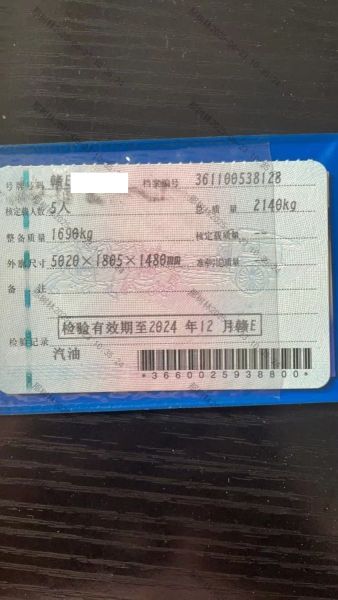 号牌号码 赣E 档案编号 361100538128
核定载人数 5人 总质量 2140kg
整备质量 1690kg 核定载质量 --
外廓尺寸 5020×1805×1480mm 准牵引总质量 --
备 注
检验有效期至2024 年12 月赣E
检验记录
汽油
*3660025938800*